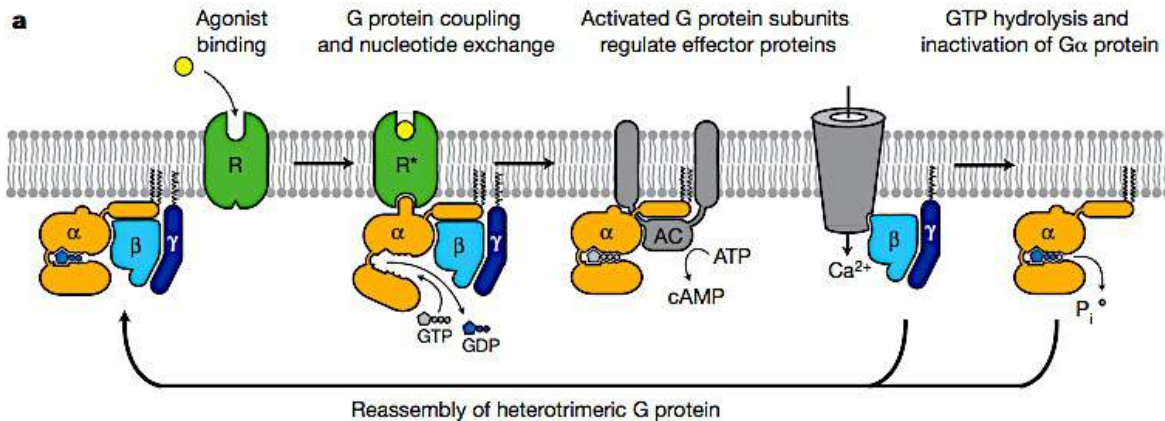 a
Agonist
binding
G protein coupling
and nucleotide exchange
Activated G protein subunits
regulate effector proteins
GTP hydrolysis and
inactivation of Gα protein
R
α
β
γ
R*
α
β
γ
GTP
GDP
α
AC
ATP
cAMP
Ca²⁺
β
γ
α
Pᵢ
Reassembly of heterotrimeric G protein